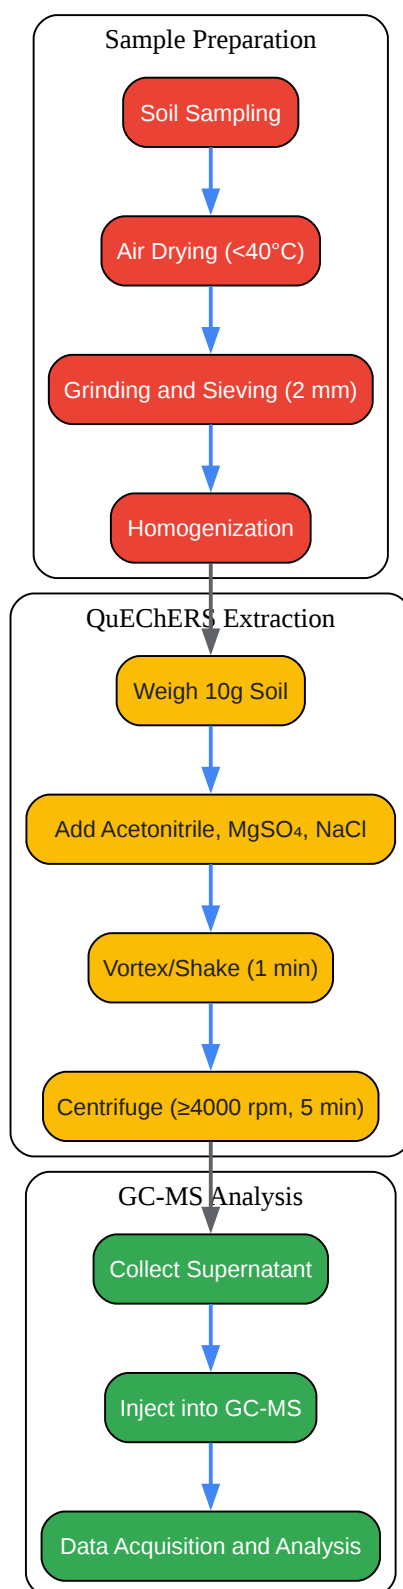 Sample Preparation
Soil Sampling
Air Drying (<40°C)
Grinding and Sieving (2 mm)
Homogenization
QuEChERS Extraction
Weigh 10g Soil
Add Acetonitrile, MgSO₄, NaCl
Vortex/Shake (1 min)
Centrifuge (≥4000 rpm, 5 min)
GC-MS Analysis
Collect Supernatant
Inject into GC-MS
Data Acquisition and Analysis